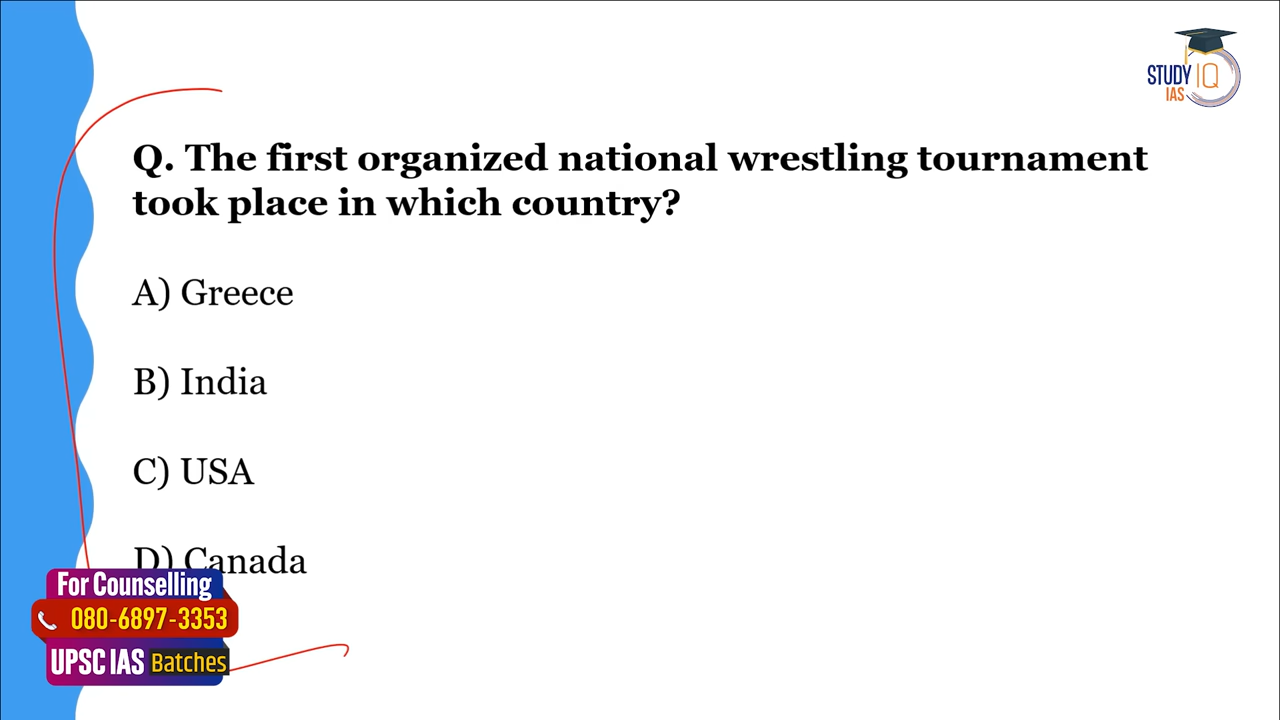 STUDY IQ
IAS
Q. The first organized national wrestling tournament
took place in which country?
A) Greece
B) India
C) USA
D) Canada
For Counselling
080-6897-3353
UPSC IAS Batches